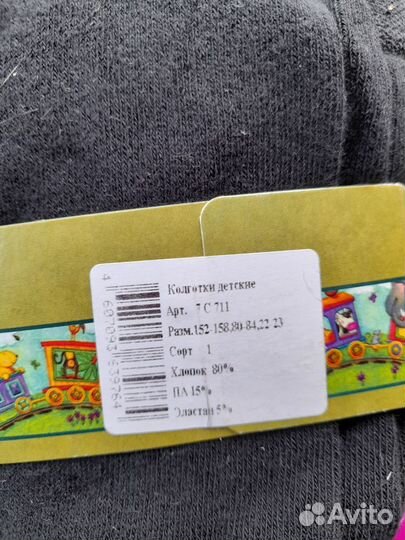 Колготки детские
Арт. 7 С 711
Разм.152-158,80-84,22-23
Сорт 1
Хлопок 80%
ПА 15%
Эластан 5%
Avito